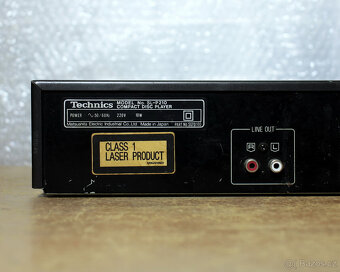 Technics MODEL No. SL-PJ10
COMPACT DISC PLAYER
POWER ∿50/60Hz 220V 10W
Matsushita Electric Industrial Co., Ltd. Made in Japan
CLASS 1
LASER PRODUCT
LINE OUT
R L